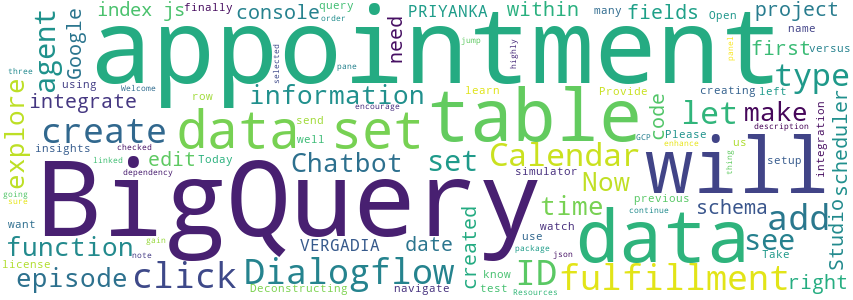 appointment
BigQuery
table
data
will
data set
Dialogflow
fulfillment
Calendar
create
set
add
ID
click
function
episode
information
type
let
make
see
time
Now
Chatbot
agent
explore
integrate
need
index js
console
Google
PRIYANKA
within
fields
project
first
Code
scheduler
Studio
schema
right
edit
date
created
VERGADIA
simulator
integration
setup
previous
navigate
test
know
use
watch
us
versus
name
many
finally
query
order
Open
jump
highly
selected
pane
panel
three
using
Welcome
row
send
encourage
learn
Provide
creating
left
GCP
Please
description
enhance
insights
checked
linked
Today
well
dependency
going
sure
want
gain
note
license
Deconstructing
continue
package
json
Resources
Take
thing